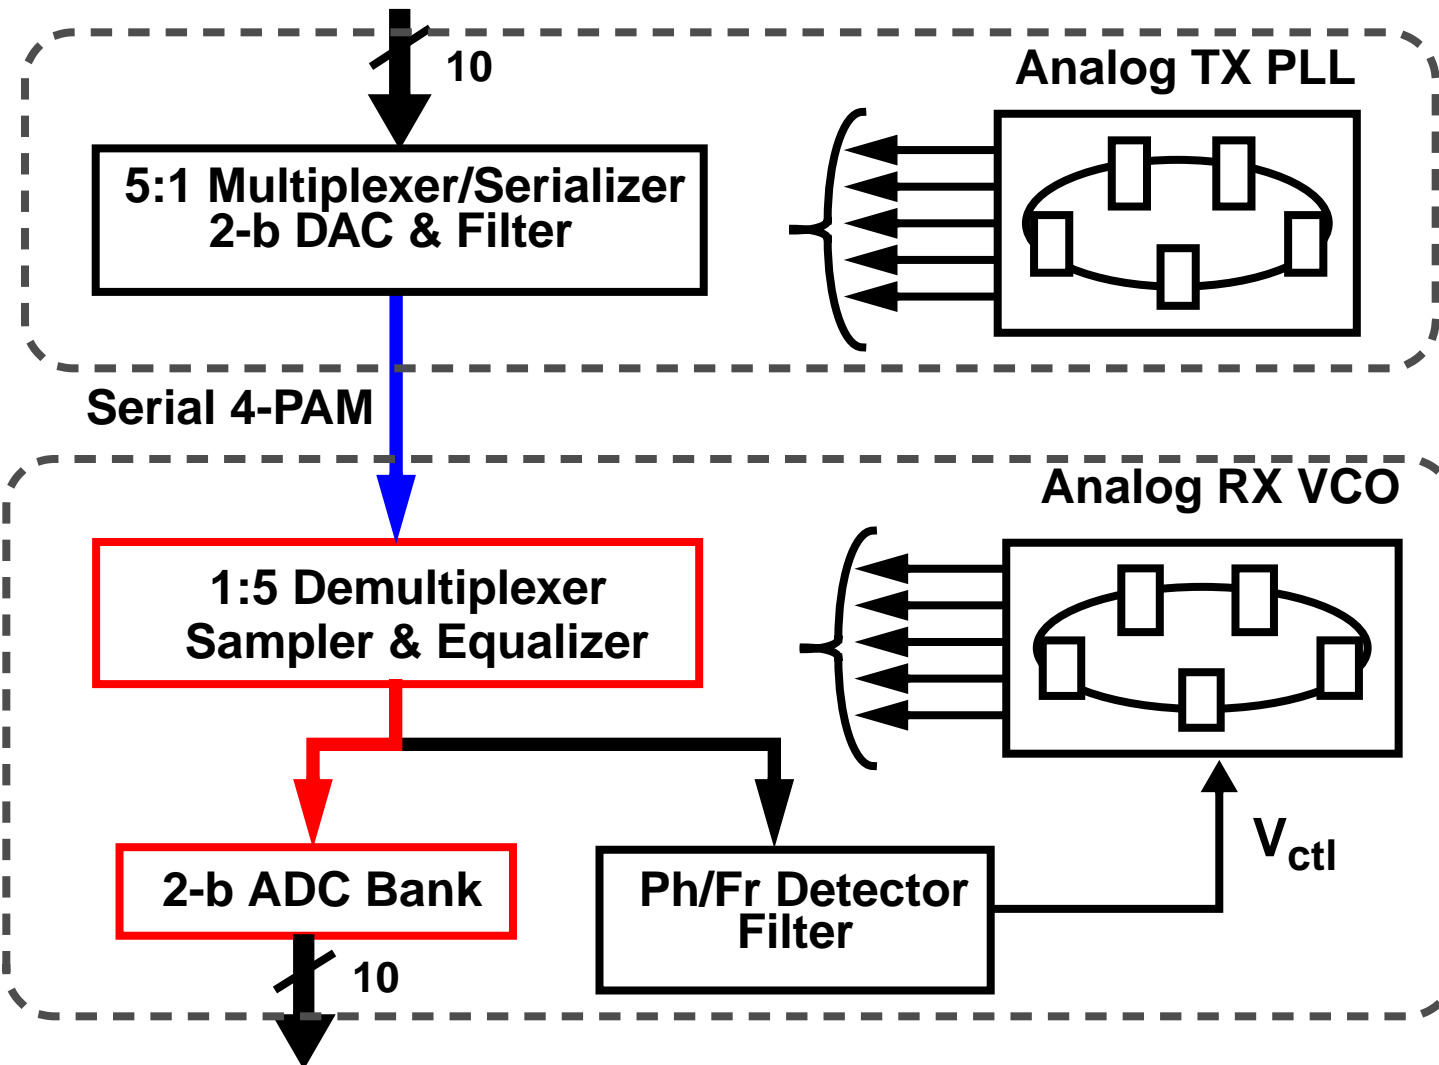 10
Analog TX PLL
5:1 Multiplexer/Serializer
2-b DAC & Filter
Serial 4-PAM
Analog RX VCO
1:5 Demultiplexer
Sampler & Equalizer
Vctl
2-b ADC Bank
Ph/Fr Detector
Filter
10